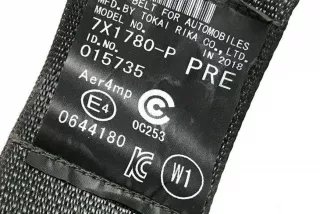 BELT FOR AUTOMOBILES
MFD.BY TOKAI RIKA CO.,LTD.
MODEL NO. IN 2018
7X1780-P PRE
ID.NO.
015735
Aer4mp
E4 OC253
0644180
W1